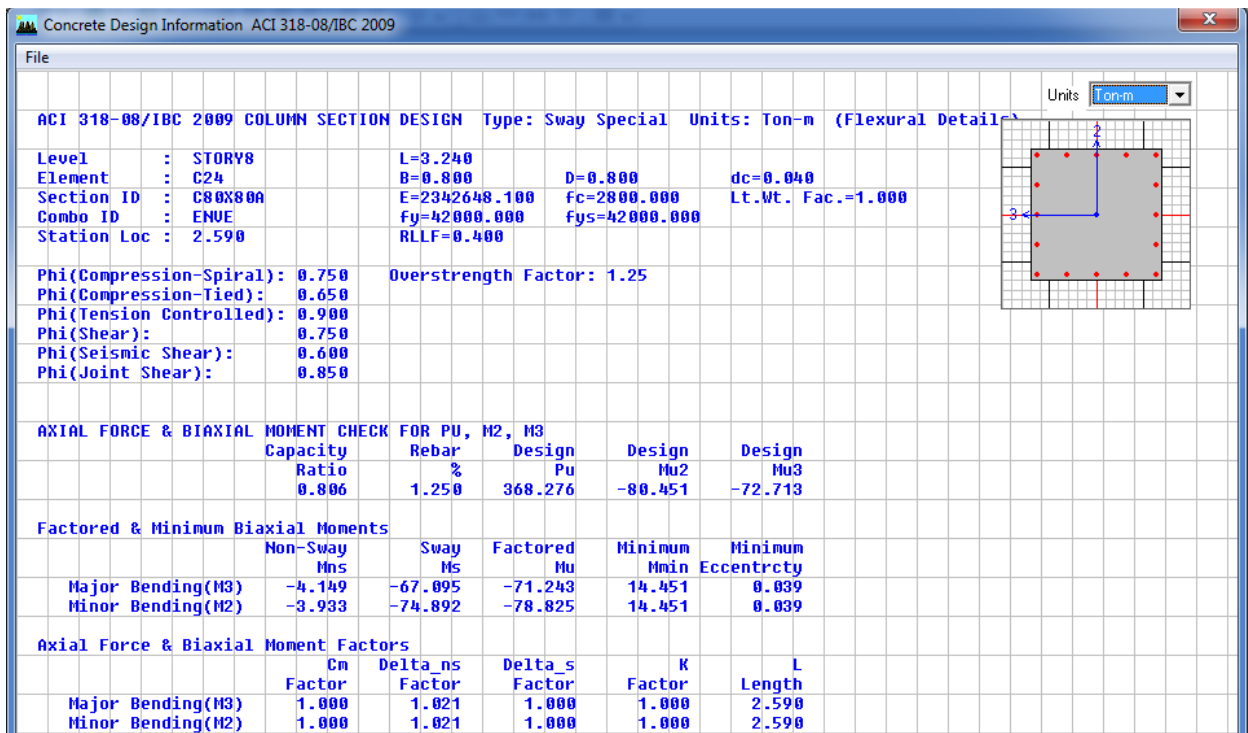 Concrete Design Information ACI 318-08/IBC 2009
x
File
Units Ton-m
ACI 318-08/IBC 2009 COLUMN SECTION DESIGN Type: Sway Special Units: Ton-m (Flexural Details)
Level : STORY8 L=3.240
Element : C24 B=0.800 D=0.800 dc=0.040
Section ID : C80X80A E=2342648.100 fc=2800.000 Lt.Wt. Fac.=1.000
Combo ID : ENVE fy=42000.000 fys=42000.000
Station Loc : 2.590 RLLF=0.400
2
3
Phi(Compression-Spiral): 0.750 Overstrength Factor: 1.25
Phi(Compression-Tied): 0.650
Phi(Tension Controlled): 0.900
Phi(Shear): 0.750
Phi(Seismic Shear): 0.600
Phi(Joint Shear): 0.850
AXIAL FORCE & BIAXIAL MOMENT CHECK FOR PU, M2, M3
Capacity Rebar Design Design Design
Ratio % Pu Mu2 Mu3
0.806 1.250 368.276 -80.451 -72.713
Factored & Minimum Biaxial Moments
Non-Sway Sway Factored Minimum Minimum
Mns Ms Mu Mmin Eccentrcty
Major Bending(M3) -4.149 -67.095 -71.243 14.451 0.039
Minor Bending(M2) -3.933 -74.892 -78.825 14.451 0.039
Axial Force & Biaxial Moment Factors
Cm Delta_ns Delta_s K L
Factor Factor Factor Factor Length
Major Bending(M3) 1.000 1.021 1.000 1.000 2.590
Minor Bending(M2) 1.000 1.021 1.000 1.000 2.590